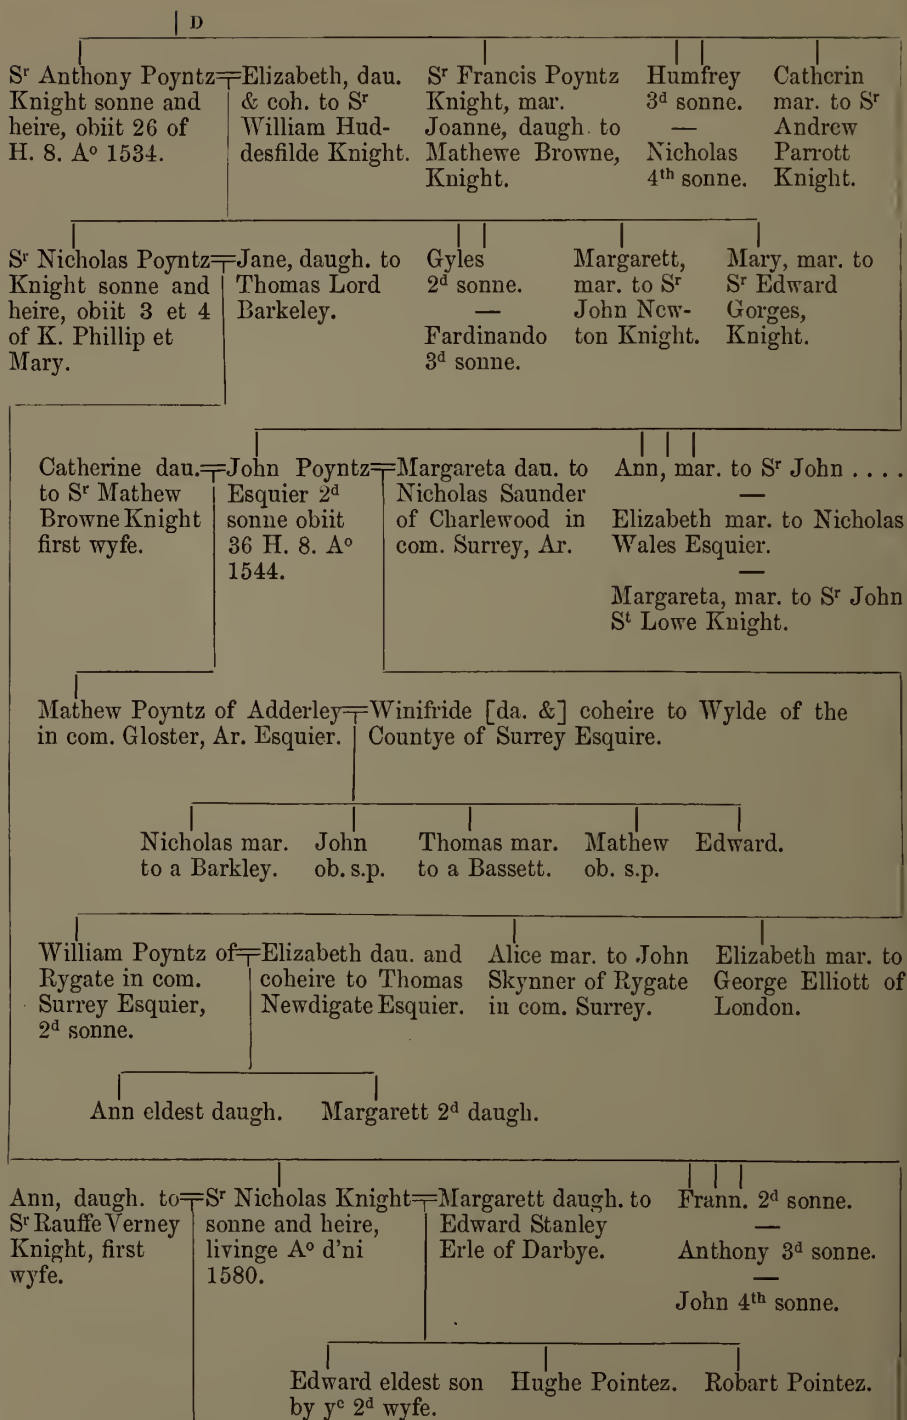 D
Sr Anthony Poyntz
Knight sonne and
heire, obiit 26 of
H. 8. Ao 1534.
Elizabeth, dau.
& coh. to Sr
William Hud-
desfilde Knight.
Sr Francis Poyntz
Knight, mar.
Joanne, daugh. to
Mathewe Browne,
Knight.
Humfrey
3d sonne.
—
Nicholas
4th sonne.
Catherin
mar. to Sr
Andrew
Parrott
Knight.
Sr Nicholas Poyntz
Knight sonne and
heire, obiit 3 et 4
of K. Phillip et
Mary.
Jane, daugh. to
Thomas Lord
Barkeley.
Gyles
2d sonne.
—
Fardinando
3d sonne.
Margarett,
mar. to Sr
John New-
ton Knight.
Mary, mar. to
Sr Edward
Gorges,
Knight.
Catherine dau.
to Sr Mathew
Browne Knight
first wyfe.
John Poyntz
Esquier 2d
sonne obiit
36 H. 8. Ao
1544.
Margareta dau. to
Nicholas Saunder
of Charlewood in
com. Surrey, Ar.
Ann, mar. to Sr John . . . .
—
Elizabeth mar. to Nicholas
Wales Esquier.
—
Margareta, mar. to Sr John
St Lowe Knight.
Mathew Poyntz of Adderley
in com. Gloster, Ar. Esquier.
Winifride [da. &] coheire to Wylde of the
Countye of Surrey Esquire.
Nicholas mar.
to a Barkley.
John
ob. s.p.
Thomas mar.
to a Bassett.
Mathew
ob. s.p.
Edward.
William Poyntz of
Rygate in com.
Surrey Esquier,
2d sonne.
Elizabeth dau. and
coheire to Thomas
Newdigate Esquier.
Alice mar. to John
Skynner of Rygate
in com. Surrey.
Elizabeth mar. to
George Elliott of
London.
Ann eldest daugh.
Margarett 2d daugh.
Ann, daugh. to
Sr Rauffe Verney
Knight, first
wyfe.
Sr Nicholas Knight
sonne and heire,
livinge Ao d'ni
1580.
Margarett daugh. to
Edward Stanley
Erle of Darbye.
Frann. 2d sonne.
—
Anthony 3d sonne.
—
John 4th sonne.
Edward eldest son
by ye 2d wyfe.
Hughe Pointez.
Robart Pointez.